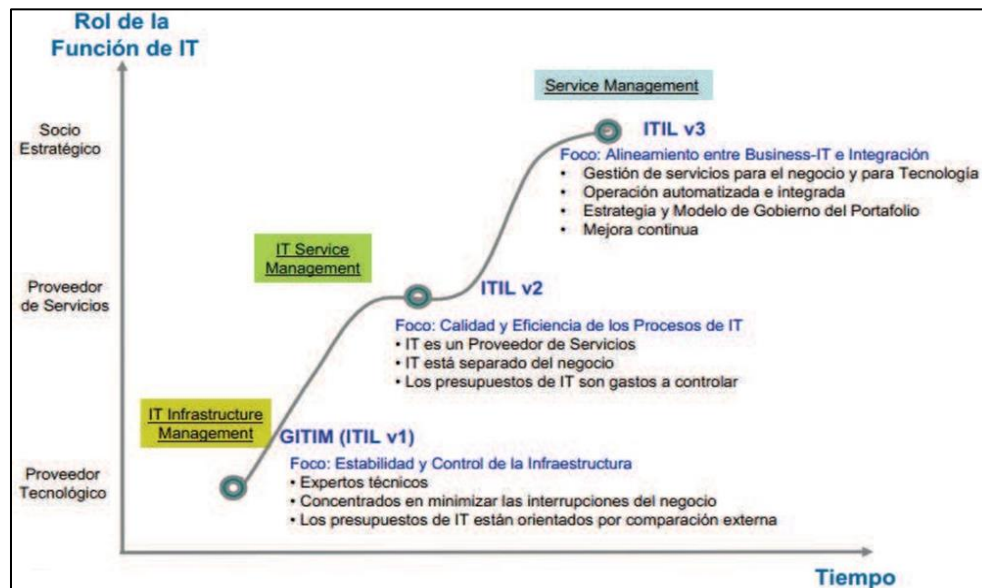 Rol de la
Función de IT
Service Management
Socio
Estratégico
ITIL v3
Foco: Alineamiento entre Business-IT e Integración
• Gestión de servicios para el negocio y para Tecnología
• Operación automatizada e integrada
• Estrategia y Modelo de Gobierno del Portafolio
• Mejora continua
IT Service
Management
Proveedor
de Servicios
ITIL v2
Foco: Calidad y Eficiencia de los Procesos de IT
• IT es un Proveedor de Servicios
• IT está separado del negocio
• Los presupuestos de IT son gastos a controlar
IT Infrastructure
Management
GITIM (ITIL v1)
Foco: Estabilidad y Control de la Infraestructura
Proveedor
Tecnológico
• Expertos técnicos
• Concentrados en minimizar las interrupciones del negocio
• Los presupuestos de IT están orientados por comparación externa
Tiempo